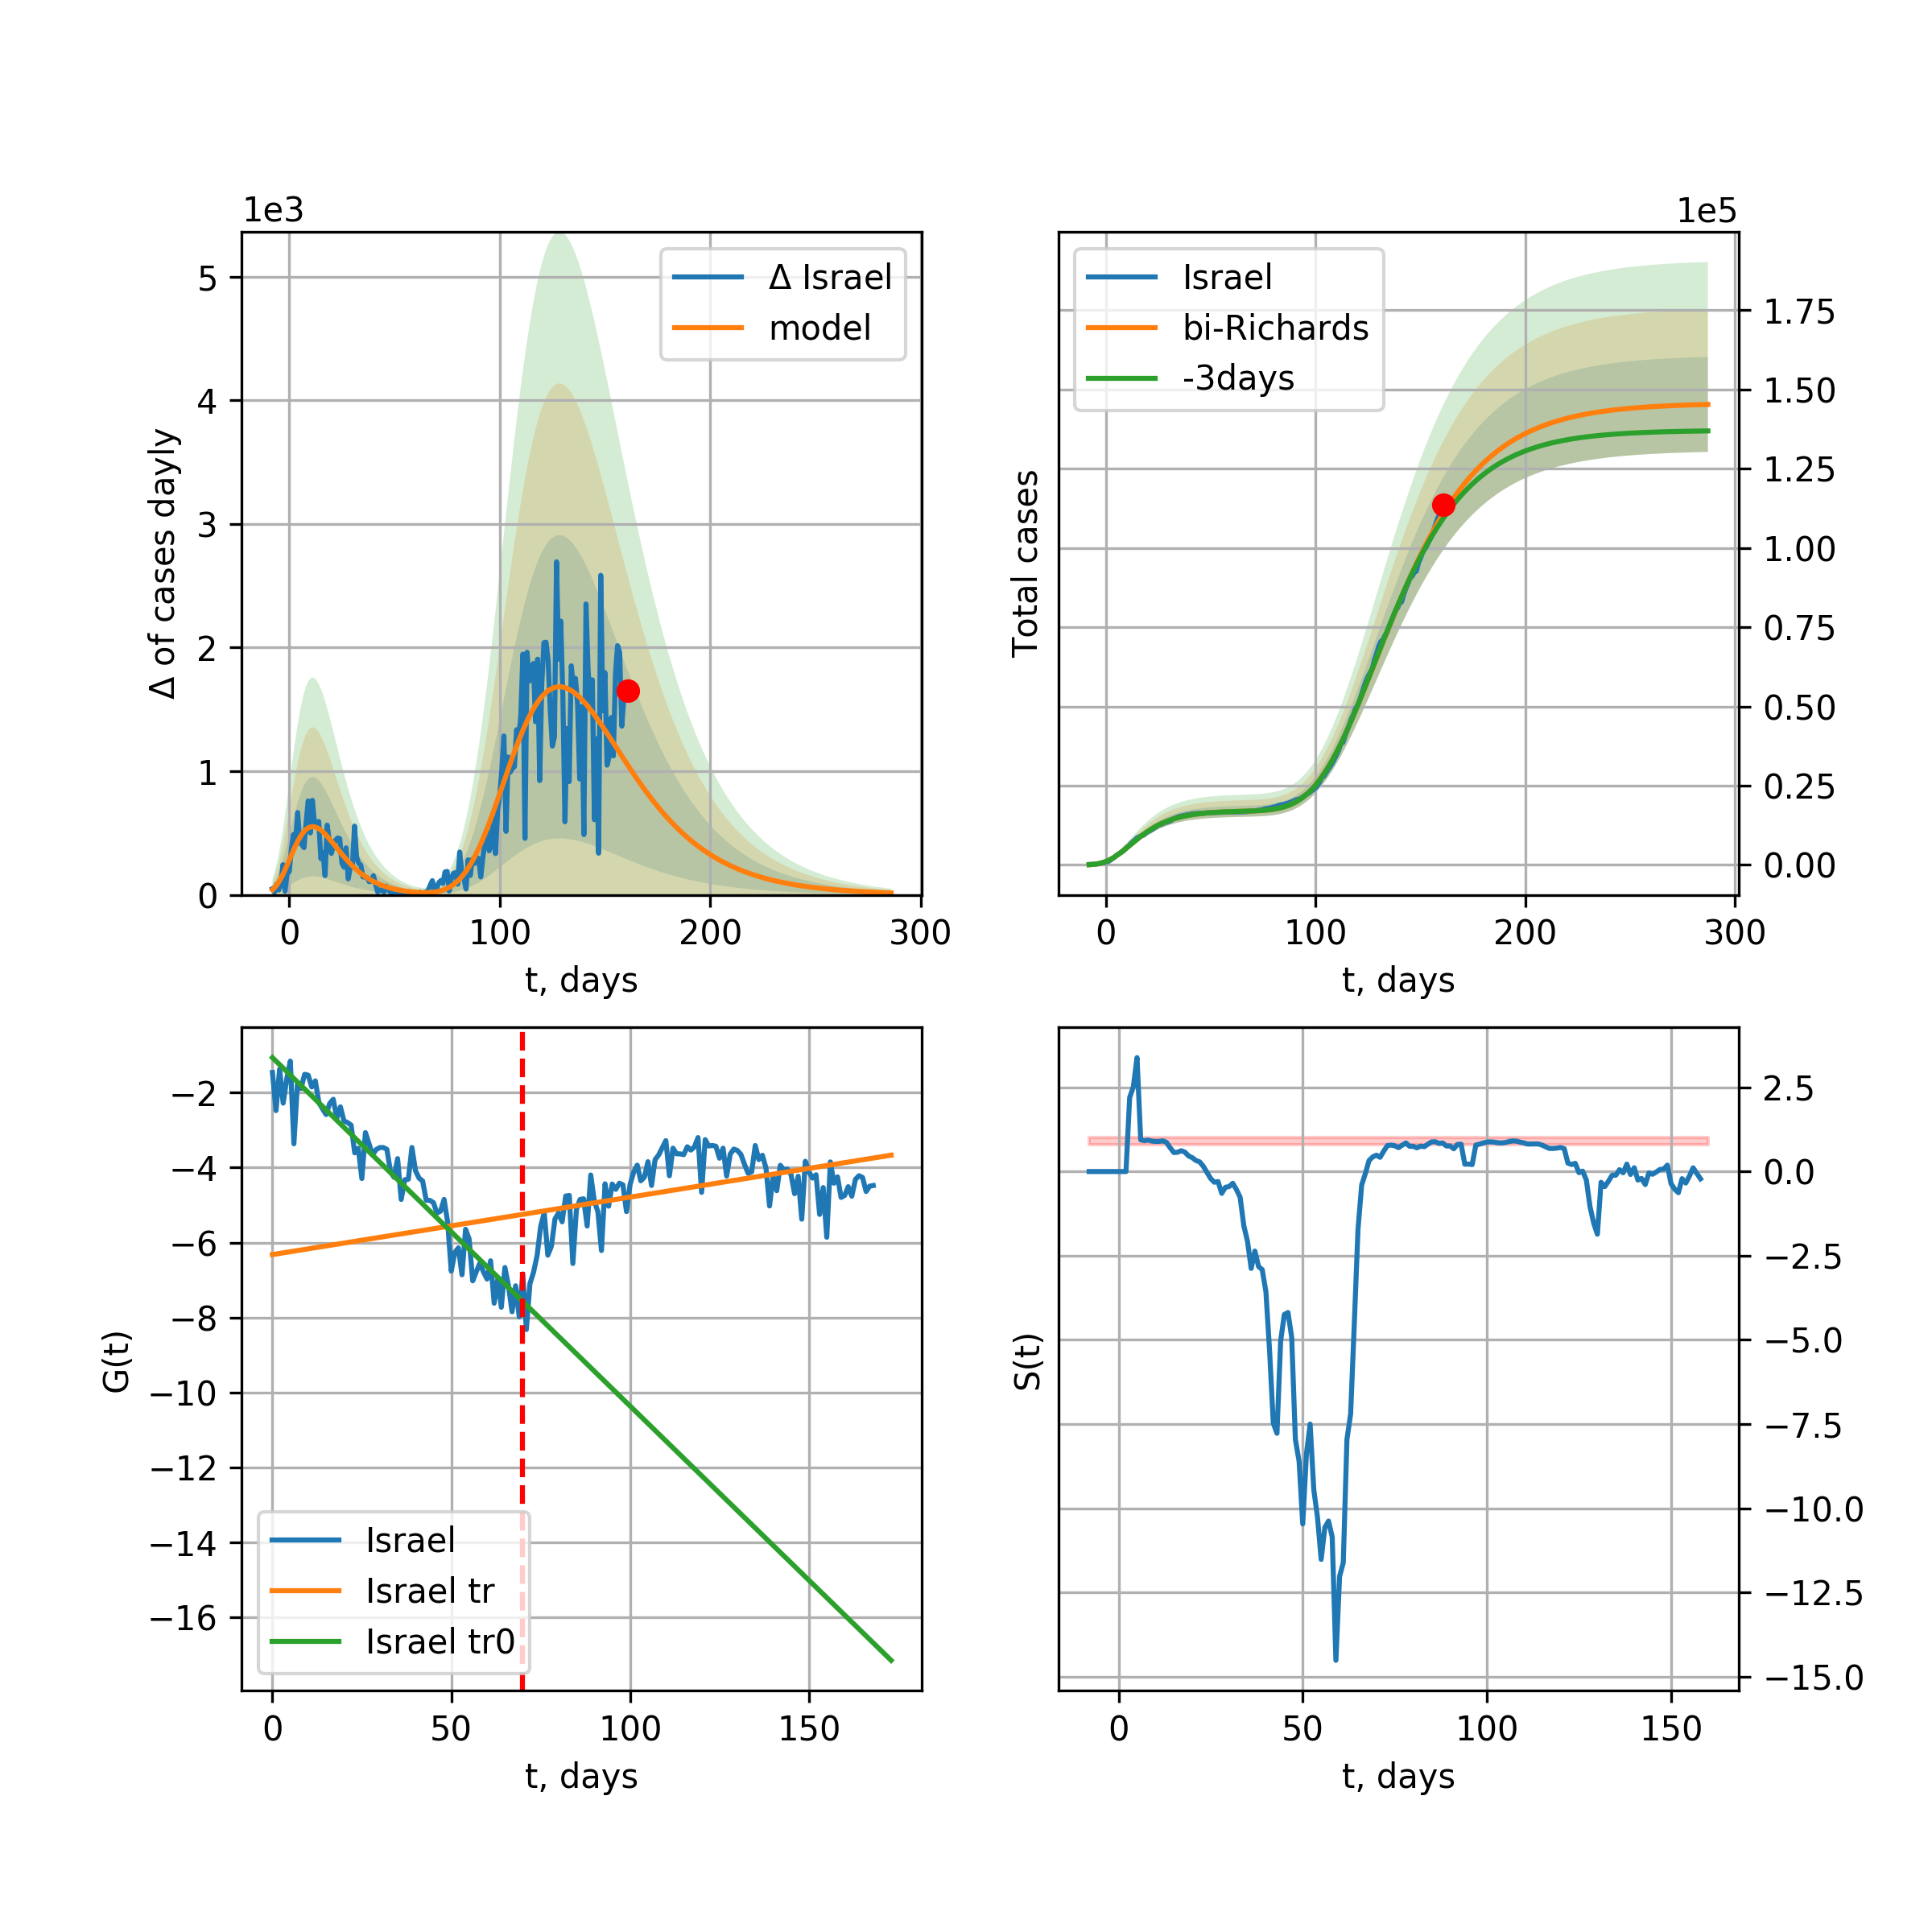 1e3
Δ of cases dayly
5
4
3
2
1
0
Δ Israel
model
0
100
200
300
t, days
1e5
Total cases
Israel
bi-Richards
-3days
1.75
1.50
1.25
1.00
0.75
0.50
0.25
0.00
0
100
200
300
t, days
G(t)
−2
−4
−6
−8
−10
−12
−14
−16
Israel
Israel tr
Israel tr0
0
50
100
150
t, days
S(t)
2.5
0.0
−2.5
−5.0
−7.5
−10.0
−12.5
−15.0
0
50
100
150
t, days